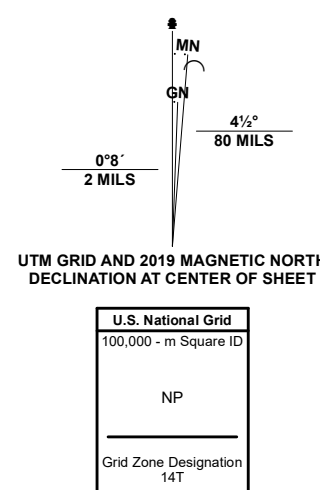 MN
GN
4½°
80 MILS
0°8´
2 MILS
UTM GRID AND 2019 MAGNETIC NORTH
DECLINATION AT CENTER OF SHEET
U.S. National Grid
100,000 - m Square ID
NP
Grid Zone Designation
14T